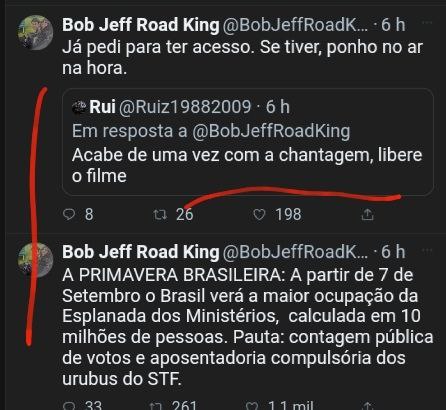 Bob Jeff Road King @BobJeffRoadK... · 6 h
Já pedi para ter acesso. Se tiver, ponho no ar
na hora.
Rui @Ruiz19882009 · 6 h
Em resposta a @BobJeffRoadKing
Acabe de uma vez com a chantagem, libere
o filme
8 26 198
Bob Jeff Road King @BobJeffRoadK... · 6 h
A PRIMAVERA BRASILEIRA: A partir de 7 de
Setembro o Brasil verá a maior ocupação da
Esplanada dos Ministérios, calculada em 10
milhões de pessoas. Pauta: contagem pública
de votos e aposentadoria compulsória dos
urubus do STF.
33 261 1,1 mil